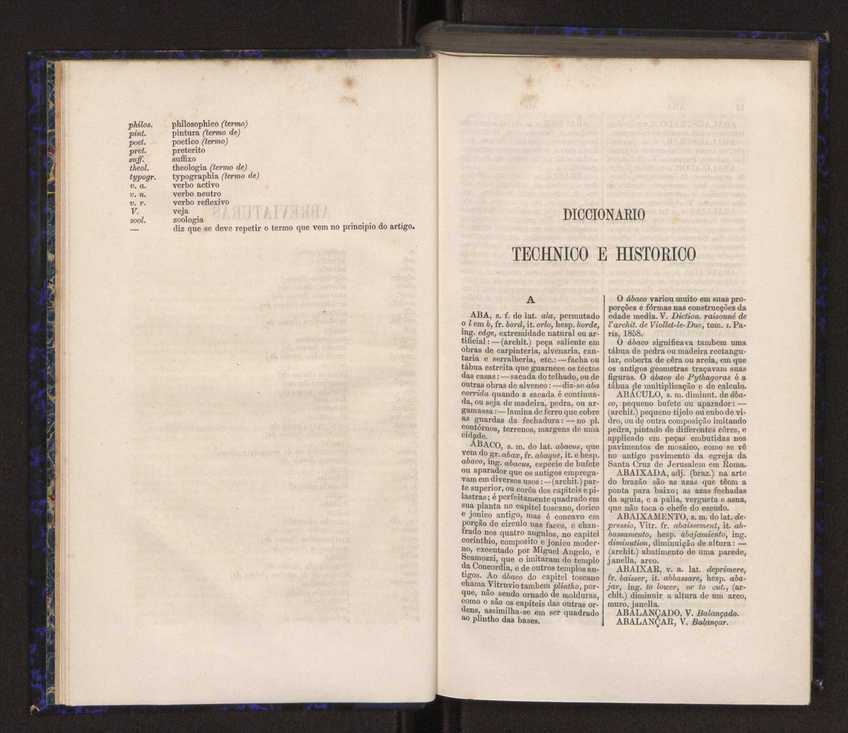 philos. philosophico (termo)
pint. pintura (termo de)
poet. poetico (termo)
pret. preterito
suff. suffixo
theol. theologia (termo de)
typogr. typographia (termo de)
v. a. verbo activo
v. n. verbo neutro
v. r. verbo reflexivo
V. veja
zool. zoologia
— diz que se deve repetir o termo que vem no principio do artigo.
DICCIONARIO
TECHNICO E HISTORICO
A
ABA, s. f. do lat. ala, permutado
o l em b, fr. bord, it. orlo, hesp. borde,
ing. edge, extremidade natural ou ar-
tificial: — (archit.) peça saliente em
obras de carpinteria, alvenaria, can-
taria e serralheria, etc.: — facha ou
tábua estreita que guarnece os téctos
das casas: — sacada do telhado, ou de
outras obras de alvenco: — diz-se aba
corrida quando a sacada é continua-
da, ou seja de madeira, pedra, ou ar-
gamassa: — lamina de ferro que cobre
as guardas da fechadura: — no pl.
contórnos, terrenos, margens de uma
cidade.
ABACO, s. m. do lat. abacus, que
vem do gr. abax, fr. abaque, it. e hesp.
abaco, ing. abacus, especie de bufete
ou aparador que os antigos emprega-
vam em diversos usos: — (archit.) par-
te superior, ou corôa dos capiteis e pi-
lastras; é perfeitamente quadrado em
sua planta no capitel toscano, dorico
e jonico antigo, mas é concavo em
porção de circulo nas faces, e chan-
frado nos quatro angulos, no capitel
corinthio, composito e jonico moder-
no, executado por Miguel Angelo, e
Scamozzi, que o imitaram do templo
da Concordia, e de outros templos an-
tigos. Ao ábaco do capitel toscano
chama Vitruvio tambem plintho, por-
que, não sendo ornado de molduras,
como o são os capiteis das outras or-
dens, assimilha-se em ser quadrado
ao plintho das bases.
O ábaco variou muito em suas pro-
porções e fórmas nas construcções da
edade media. V. Diction. raisonné de
l'archit. de Viollet-le-Duc, tom. I. Pa-
ris, 1858.
O ábaco significava tambem uma
tábua de pedra ou madeira rectangu-
lar, coberta de cêra ou areia, em que
os antigos geometras traçavam suas
figuras. O ábaco de Pythagoras é a
tábua de multiplicação e de calculo.
ABÁCULO, s. m. diminut. de ába-
co, pequeno bufete ou aparador: —
(archit.) pequeno tijolo ou cubo de vi-
dro, ou de outra composição imitando
pedra, pintado de differentes côres, e
applicado em peças embutidas nos
pavimentos de mosaico, como se vê
no antigo pavimento da egreja da
Santa Cruz de Jerusalem em Roma.
ABAIXADA, adj. (braz.) na arte
do brazão são as azas que têem a
ponta para baixo; as azas fechadas
da aguia, e a palla, vergueta e asna,
que não toca o chefe do escudo.
ABAIXAMENTO, s. m. do lat. de-
pressio, Vitr. fr. abaissement, it. ab-
bassamento, hesp. abajamiento, ing.
diminution, diminuição de altura: —
(archit.) abatimento de uma parede,
janella, arco.
ABAIXAR, v. a. lat. deprimere,
fr. baisser, it. abbassare, hesp. aba-
jar, ing. to lower, or to cut, (ar-
chit.) diminuir a altura de um arco,
muro, janella.
ABALANÇADO, V. Balançado.
ABALANÇAR, V. Balançar.